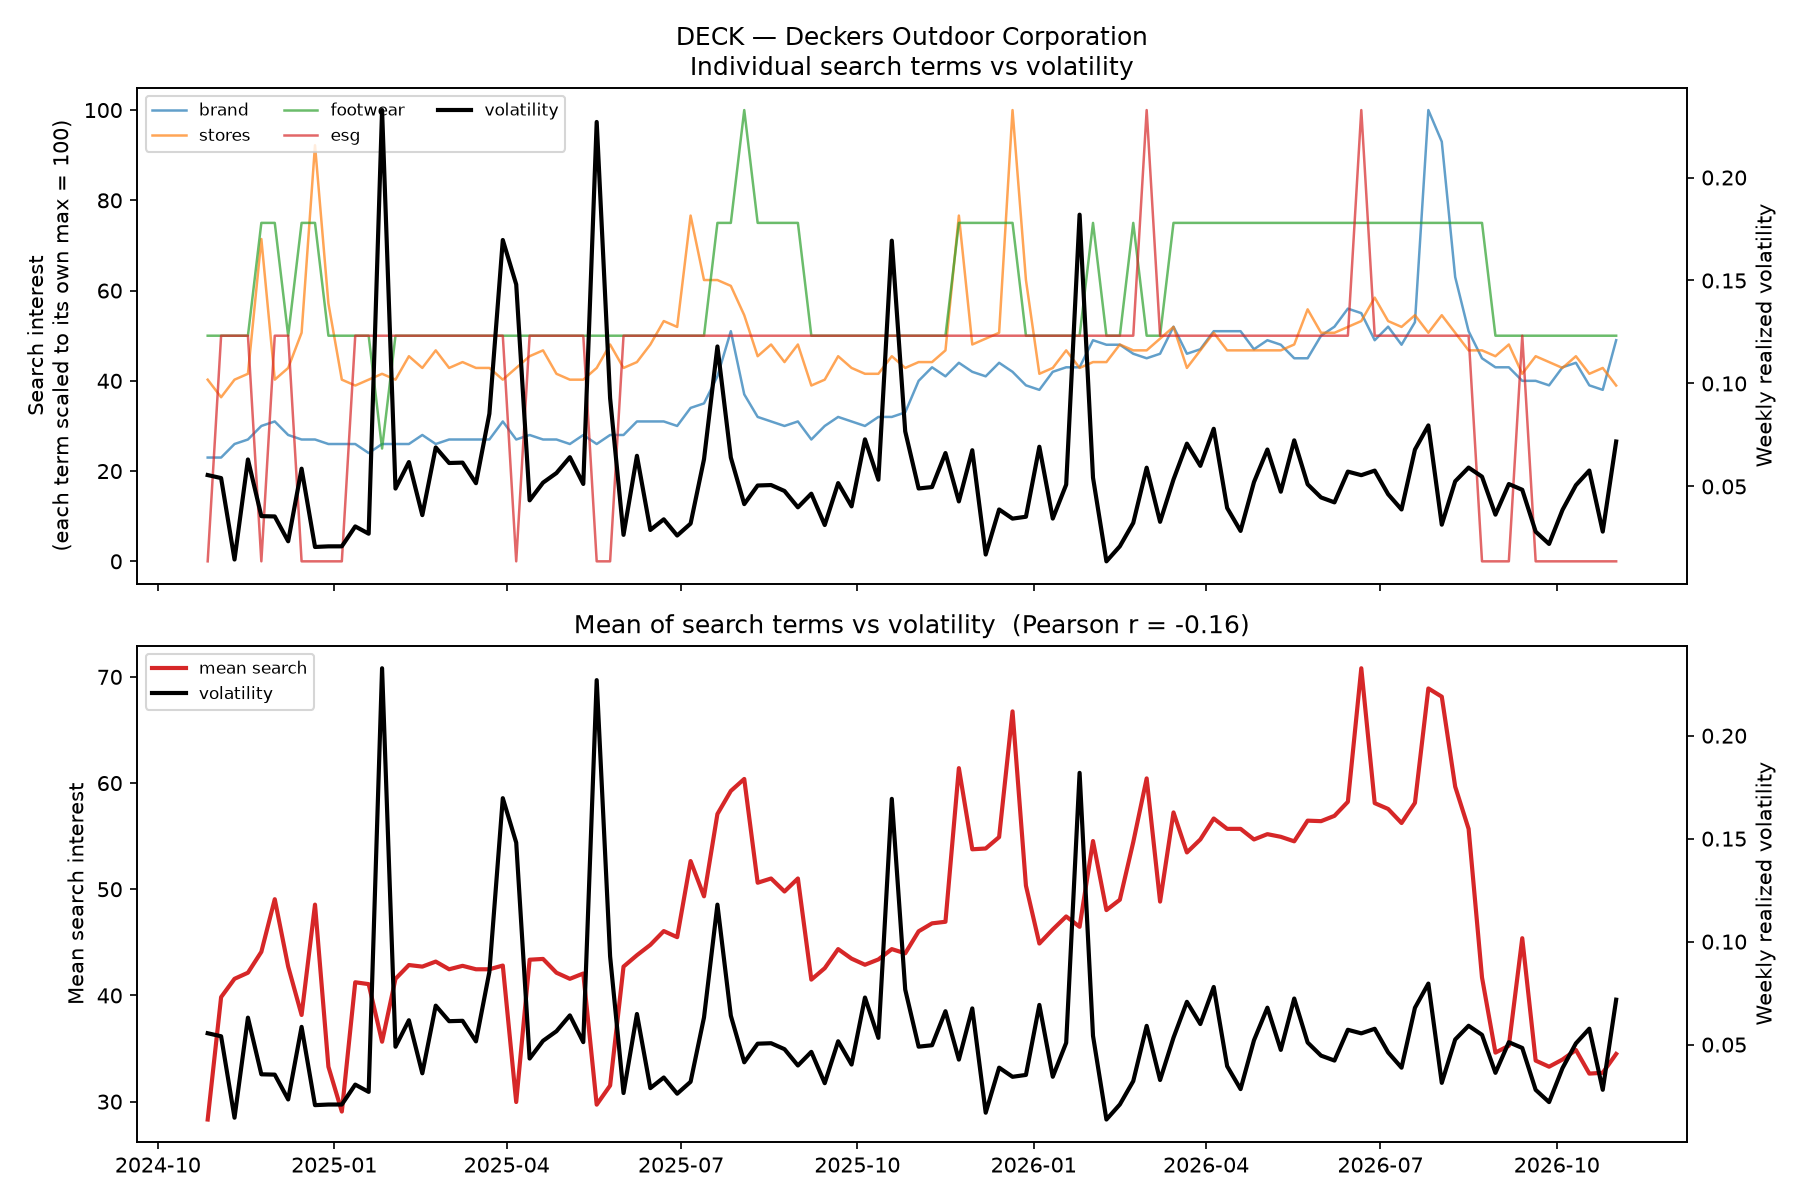 DECK — Deckers Outdoor Corporation
Individual search terms vs volatility
brand
stores
footwear
esg
volatility
100
80
60
40
20
0
Search interest
(each term scaled to its own max = 100)
0.20
0.15
0.10
0.05
Weekly realized volatility
Mean of search terms vs volatility (Pearson r = -0.16)
mean search
volatility
70
60
50
40
30
Mean search interest
0.20
0.15
0.10
0.05
Weekly realized volatility
2024-10
2025-01
2025-04
2025-07
2025-10
2026-01
2026-04
2026-07
2026-10